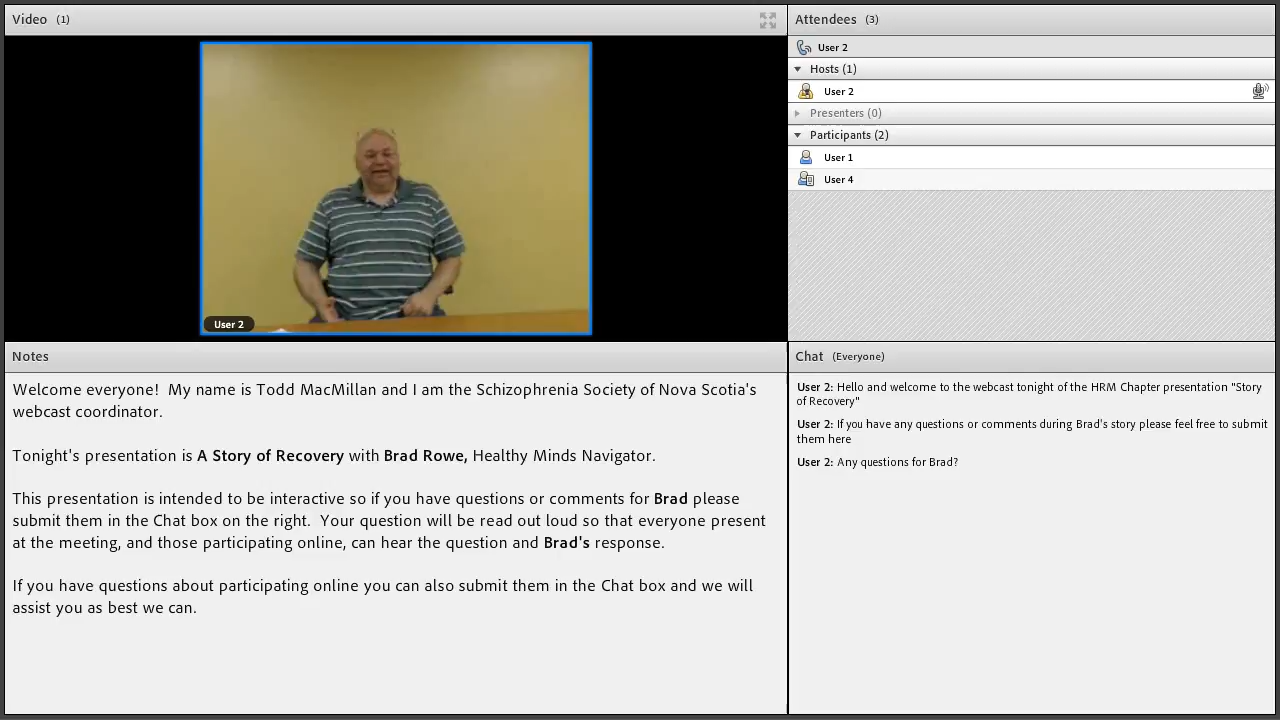 Video (1)
User 2
Attendees (3)
User 2
Hosts (1)
User 2
Presenters (0)
Participants (2)
User 1
User 4
Notes
Welcome everyone!  My name is Todd MacMillan and I am the Schizophrenia Society of Nova Scotia's
webcast coordinator.
Tonight's presentation is A Story of Recovery with Brad Rowe, Healthy Minds Navigator.
This presentation is intended to be interactive so if you have questions or comments for Brad please
submit them in the Chat box on the right.  Your question will be read out loud so that everyone present
at the meeting, and those participating online, can hear the question and Brad's response.
If you have questions about participating online you can also submit them in the Chat box and we will
assist you as best we can.
Chat (Everyone)
User 2: Hello and welcome to the webcast tonight of the HRM Chapter presentation "Story
of Recovery"
User 2: If you have any questions or comments during Brad's story please feel free to submit
them here
User 2: Any questions for Brad?